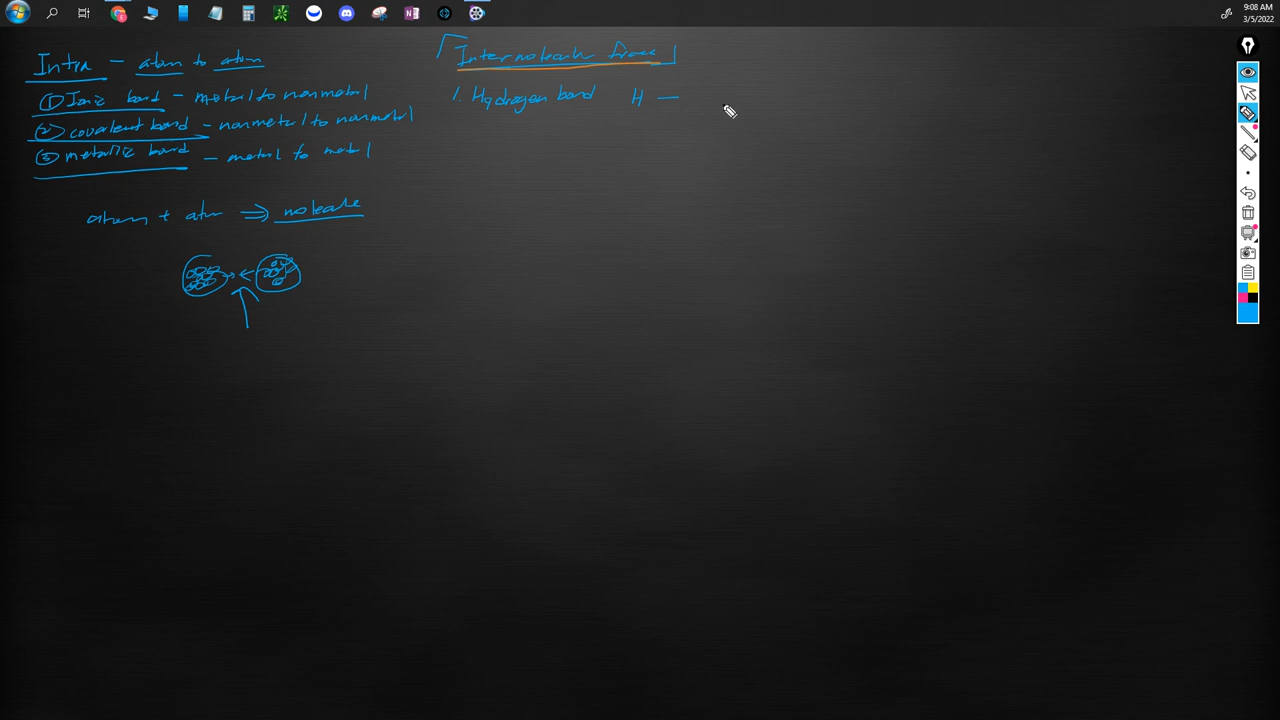 9:08 AM
3/5/2022
Intra - atom to atom
① Ionic bond - metal to nonmetal
② covalent bond - nonmetal to nonmetal
③ metallic bond - metal to metal
atom + atom ⇒ molecule
Intermolecular forces
1. Hydrogen bond H —